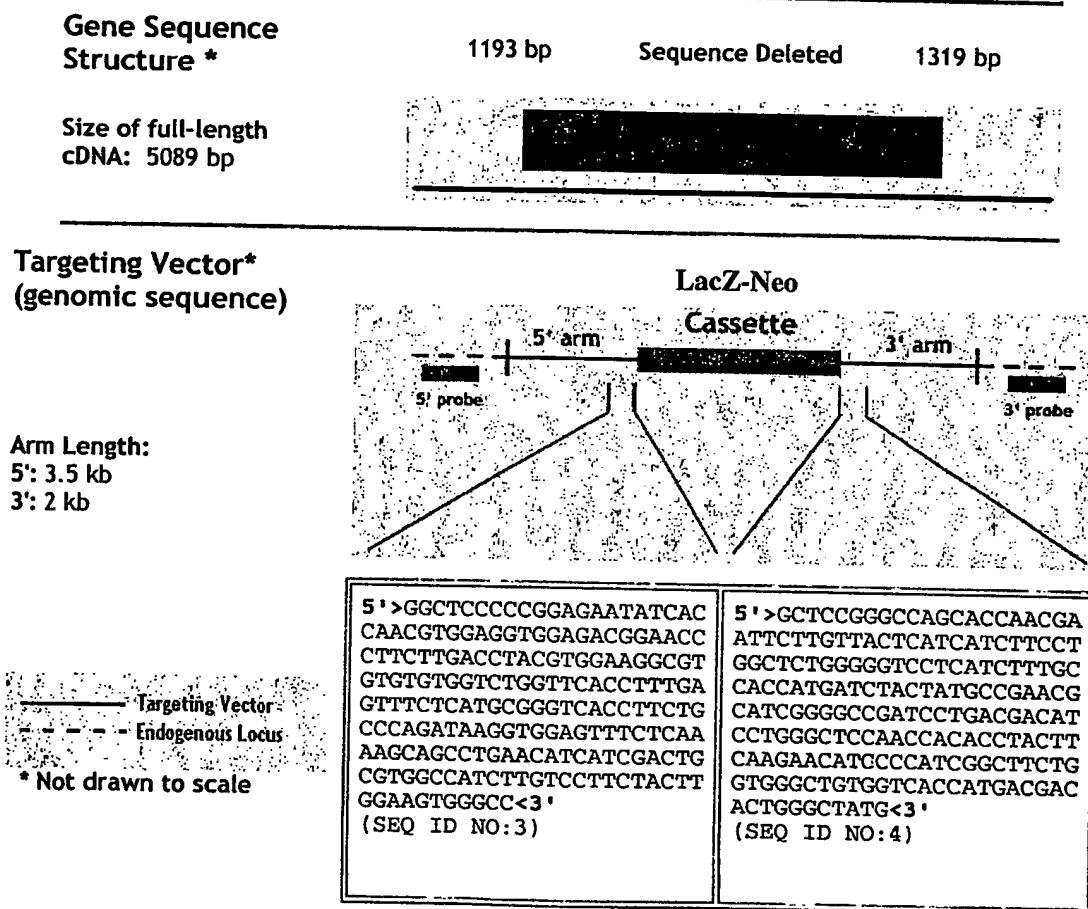 Gene Sequence
Structure *
1193 bp Sequence Deleted 1319 bp
Size of full-length
cDNA: 5089 bp
Targeting Vector*
(genomic sequence)
LacZ-Neo
Cassette
5' arm
3' arm
5' probe
3' probe
Arm Length:
5': 3.5 kb
3': 2 kb
5'>GGCTCCCCCGGAGAATATCAC
CAACGTGGAGGTGGAGACGGAACC
CTTCTTGACCTACGTGGAAGGCGT
GTGTGTGGTCTGGTTCACCTTTGA
GTTTCTCATGCGGGTCACCTTCTG
CCCAGATAAGGTGGAGTTTCTCAA
AAGCAGCCTGAACATCATCGACTG
CGTGGCCATCTTGTCCTTCTACTT
GGAAGTGGGCC<3'
(SEQ ID NO:3)
5'>GCTCCGGGCCAGCACCAACGA
ATTCTTGTTACTCATCATCTTCCT
GGCTCTGGGGGTCCTCATCTTTGC
CACCATGATCTACTATGCCGAACG
CATCGGGGCCGATCCTGACGACAT
CCTGGGCTCCAACCACACCTACTT
CAAGAACATGCCCATCGGCTTCTG
GTGGGCTGTGGTCACCATGACGAC
ACTGGGCTATG<3'
(SEQ ID NO:4)
Targeting Vector
Endogenous Locus
* Not drawn to scale